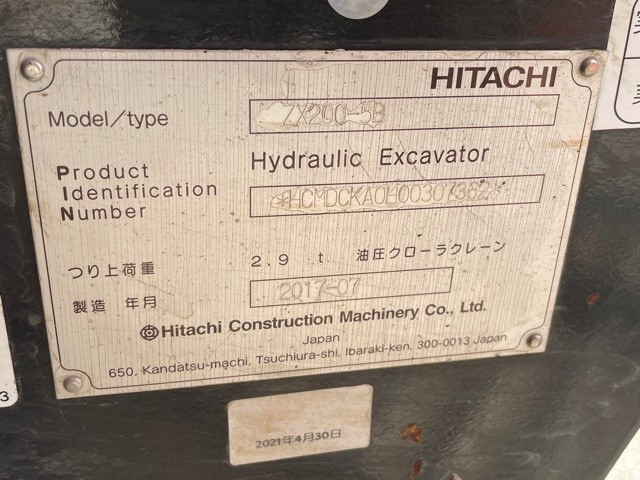 HITACHI
Model/type ZX200-5B
Product Identification Number
Hydraulic Excavator
*HCMDCKA0H00307362*
つり上荷重 2.9 t 油圧クローラクレーン
製造 年月 2017-07
Hitachi Construction Machinery Co., Ltd.
Japan
650, Kandatsu-machi, Tsuchiura-shi, Ibaraki-ken, 300-0013 Japan
2021年4月30日
3